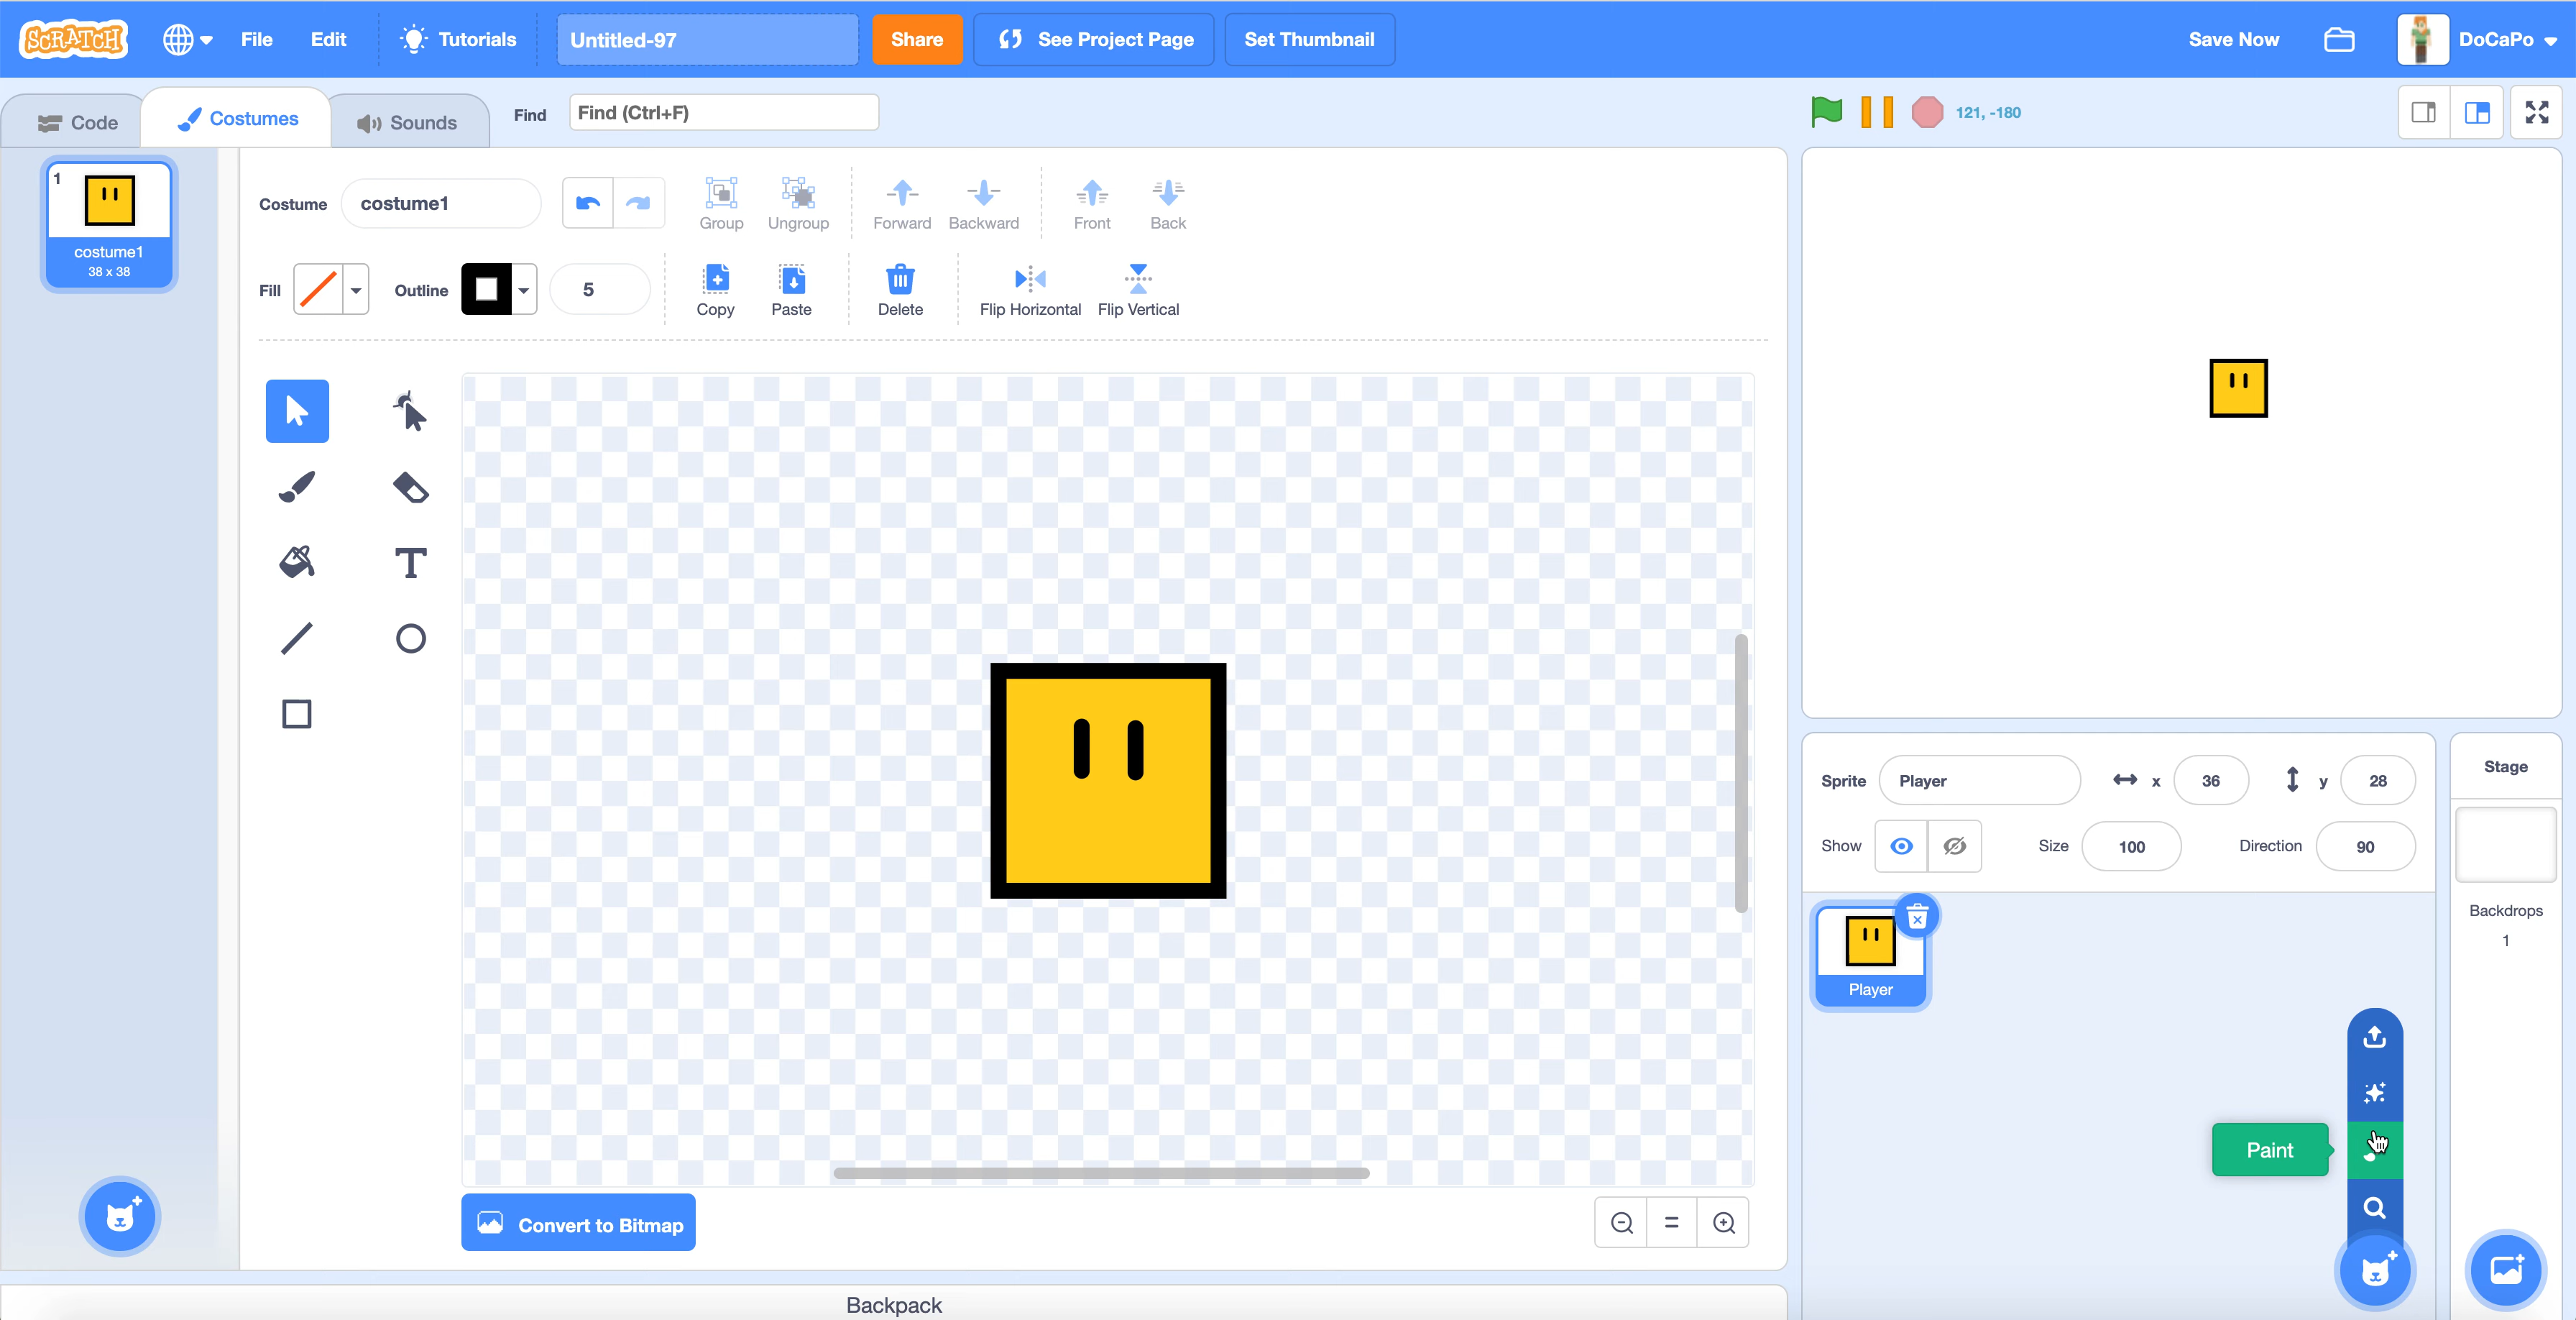 SCRATCH File Edit Tutorials Untitled-97 Share See Project Page Set Thumbnail Save Now DoCaPo
Code Costumes Sounds Find Find (Ctrl+F) 121, -180
1
costume1
38 x 38
Costume costume1 Group Ungroup Forward Backward Front Back
Fill Outline 5 Copy Paste Delete Flip Horizontal Flip Vertical
T
Convert to Bitmap
=
Backpack
Sprite Player x 36 y 28
Show Size 100 Direction 90
Player
Paint
Stage
Backdrops
1